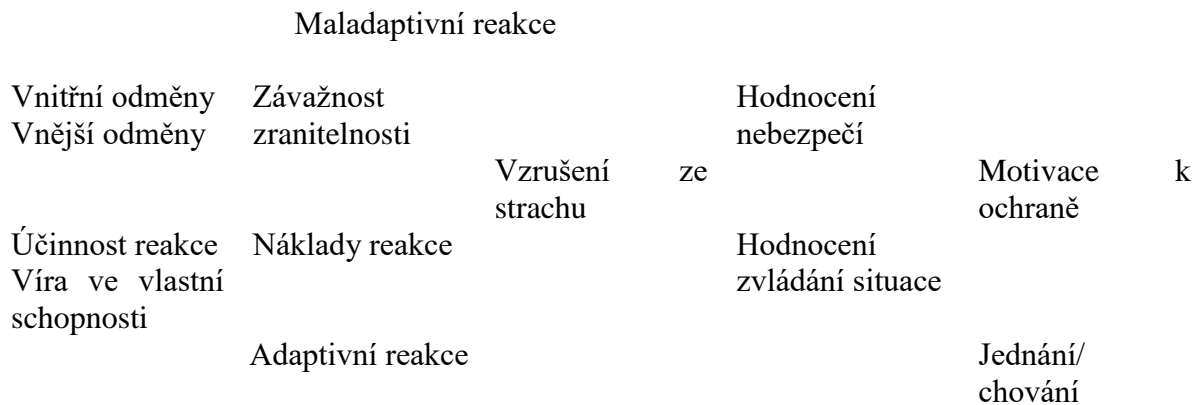 Maladaptivní reakce
Vnitřní odměny Závažnost Hodnocení
Vnější odměny zranitelnosti nebezpečí
Vzrušení ze Motivace k
strachu ochraně
Účinnost reakce Náklady reakce Hodnocení
Víra ve vlastní zvládání situace
schopnosti
Adaptivní reakce Jednání/
chování